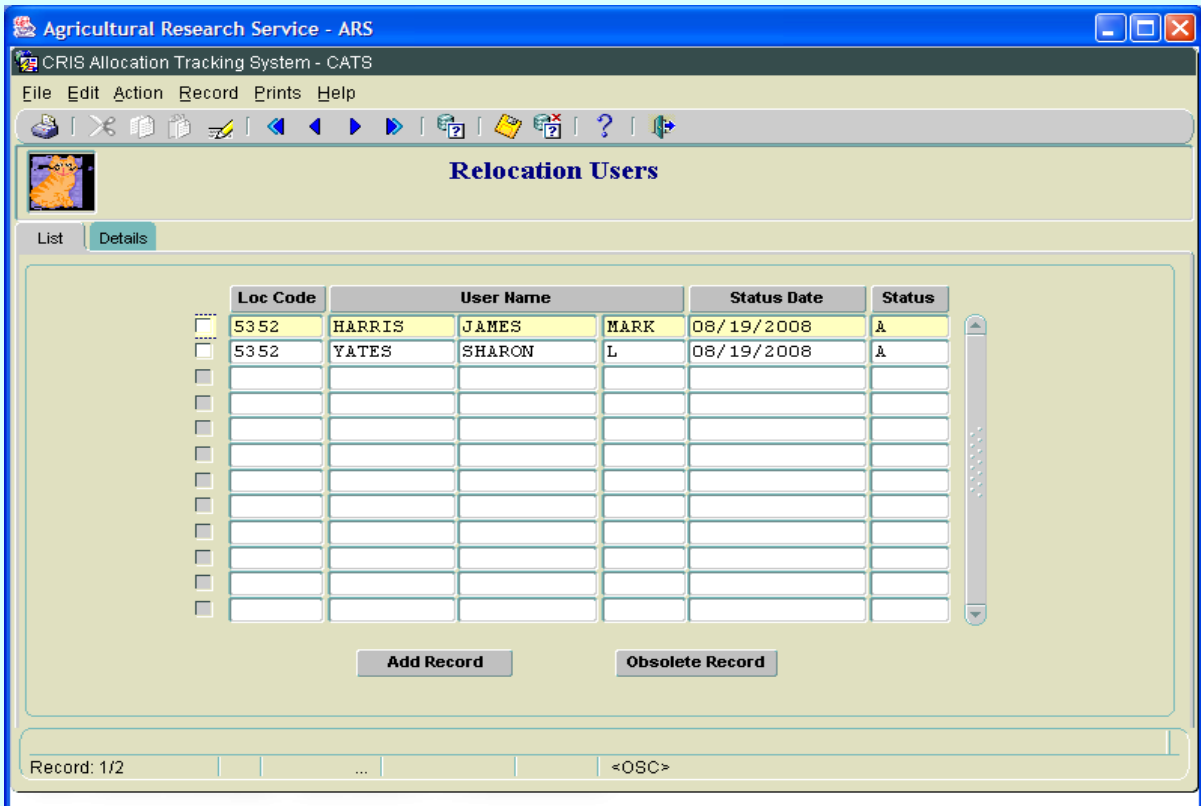 Agricultural Research Service - ARS
CRIS Allocation Tracking System - CATS
File Edit Action Record Prints Help
Relocation Users
List Details
Loc Code User Name Status Date Status
5352 HARRIS JAMES MARK 08/19/2008 A
5352 YATES SHARON L 08/19/2008 A
Add Record Obsolete Record
Record: 1/2 ... <OSC>